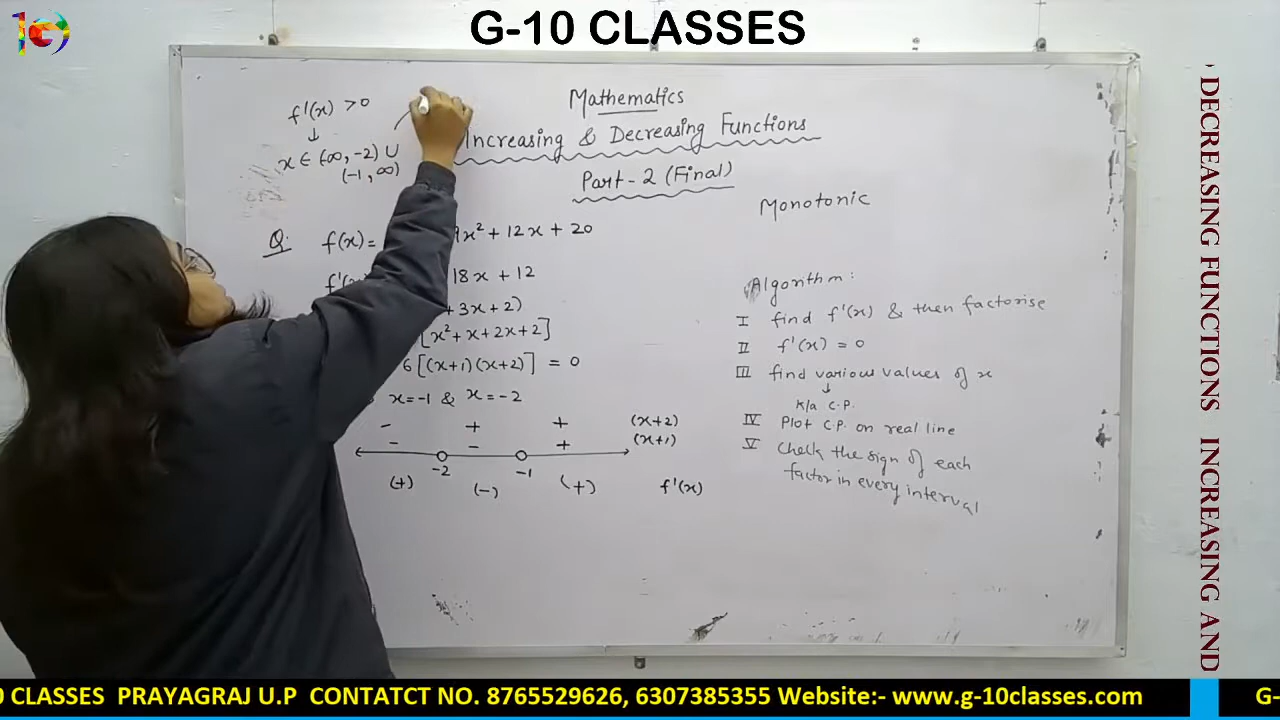 G-10 CLASSES
Mathematics
Increasing & Decreasing Functions
Part-2 (Final)
Monotonic
f'(x) > 0
↓
x ∈ (-∞, -2) ∪
(-1, ∞)
Q. f(x) = 9x² + 12x + 20
f'(x) 18x + 12
+ 3x + 2)
[x² + x + 2x + 2]
6[(x+1)(x+2)] = 0
x = -1 & x = -2
- + + (x+2)
- - + (x+1)
-2 -1
(+) (-) (+) f'(x)
Algorithm:
I find f'(x) & then factorise
II f'(x) = 0
III find various values of x
↓
k/a C.P.
IV Plot C.P. on real line
V Check the sign of each
factor in every interval
DECREASING FUNCTIONS INCREASING AND
0 CLASSES PRAYAGRAJ U.P CONTATCT NO. 8765529626, 6307385355 Website:- www.g-10classes.com G-